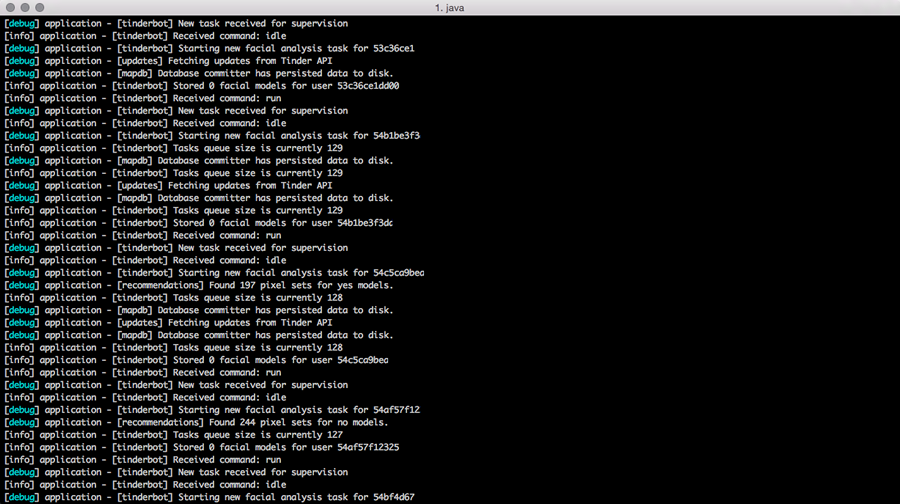 1. java
[debug] application - [tinderbot] New task received for supervision
[info] application - [tinderbot] Received command: idle
[debug] application - [tinderbot] Starting new facial analysis task for 53c36ce1
[debug] application - [updates] Fetching updates from Tinder API
[debug] application - [mapdb] Database committer has persisted data to disk.
[info] application - [tinderbot] Stored 0 facial models for user 53c36ce1dd00
[info] application - [tinderbot] Received command: run
[debug] application - [tinderbot] New task received for supervision
[info] application - [tinderbot] Received command: idle
[debug] application - [tinderbot] Starting new facial analysis task for 54b1be3f3
[info] application - [tinderbot] Tasks queue size is currently 129
[debug] application - [mapdb] Database committer has persisted data to disk.
[info] application - [tinderbot] Tasks queue size is currently 129
[debug] application - [updates] Fetching updates from Tinder API
[debug] application - [mapdb] Database committer has persisted data to disk.
[info] application - [tinderbot] Tasks queue size is currently 129
[info] application - [tinderbot] Stored 0 facial models for user 54b1be3f3dc
[info] application - [tinderbot] Received command: run
[debug] application - [tinderbot] New task received for supervision
[info] application - [tinderbot] Received command: idle
[debug] application - [tinderbot] Starting new facial analysis task for 54c5ca9bea
[debug] application - [recommendations] Found 197 pixel sets for yes models.
[info] application - [tinderbot] Tasks queue size is currently 128
[debug] application - [mapdb] Database committer has persisted data to disk.
[debug] application - [updates] Fetching updates from Tinder API
[debug] application - [mapdb] Database committer has persisted data to disk.
[info] application - [tinderbot] Tasks queue size is currently 128
[info] application - [tinderbot] Stored 0 facial models for user 54c5ca9bea
[info] application - [tinderbot] Received command: run
[debug] application - [tinderbot] New task received for supervision
[info] application - [tinderbot] Received command: idle
[debug] application - [tinderbot] Starting new facial analysis task for 54af57f12
[debug] application - [recommendations] Found 244 pixel sets for no models.
[info] application - [tinderbot] Tasks queue size is currently 127
[info] application - [tinderbot] Stored 0 facial models for user 54af57f12325
[info] application - [tinderbot] Received command: run
[debug] application - [tinderbot] New task received for supervision
[info] application - [tinderbot] Received command: idle
[debug] application - [tinderbot] Starting new facial analysis task for 54bf4d67